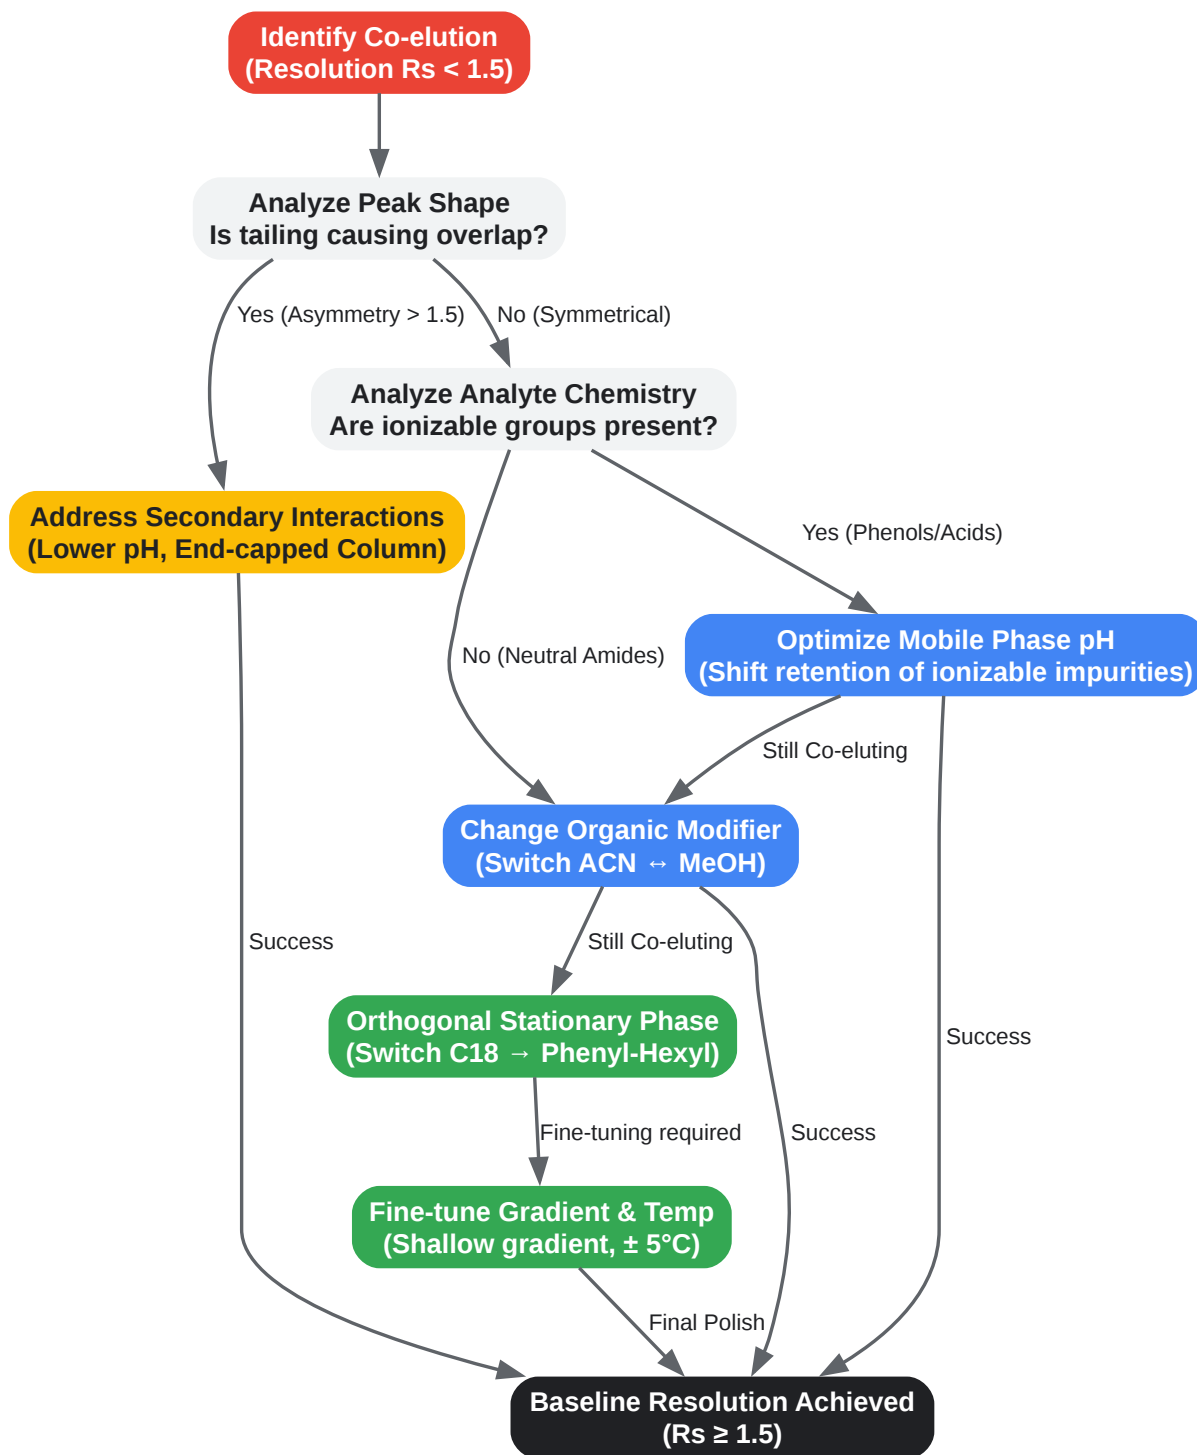 Identify Co-elution
(Resolution Rs < 1.5)
Analyze Peak Shape
Is tailing causing overlap?
Yes (Asymmetry > 1.5)
No (Symmetrical)
Analyze Analyte Chemistry
Are ionizable groups present?
Address Secondary Interactions
(Lower pH, End-capped Column)
Yes (Phenols/Acids)
Optimize Mobile Phase pH
(Shift retention of ionizable impurities)
No (Neutral Amides)
Still Co-eluting
Change Organic Modifier
(Switch ACN ↔ MeOH)
Success
Still Co-eluting
Orthogonal Stationary Phase
(Switch C18 → Phenyl-Hexyl)
Success
Fine-tuning required
Success
Fine-tune Gradient & Temp
(Shallow gradient, ± 5°C)
Final Polish
Baseline Resolution Achieved
(Rs ≥ 1.5)